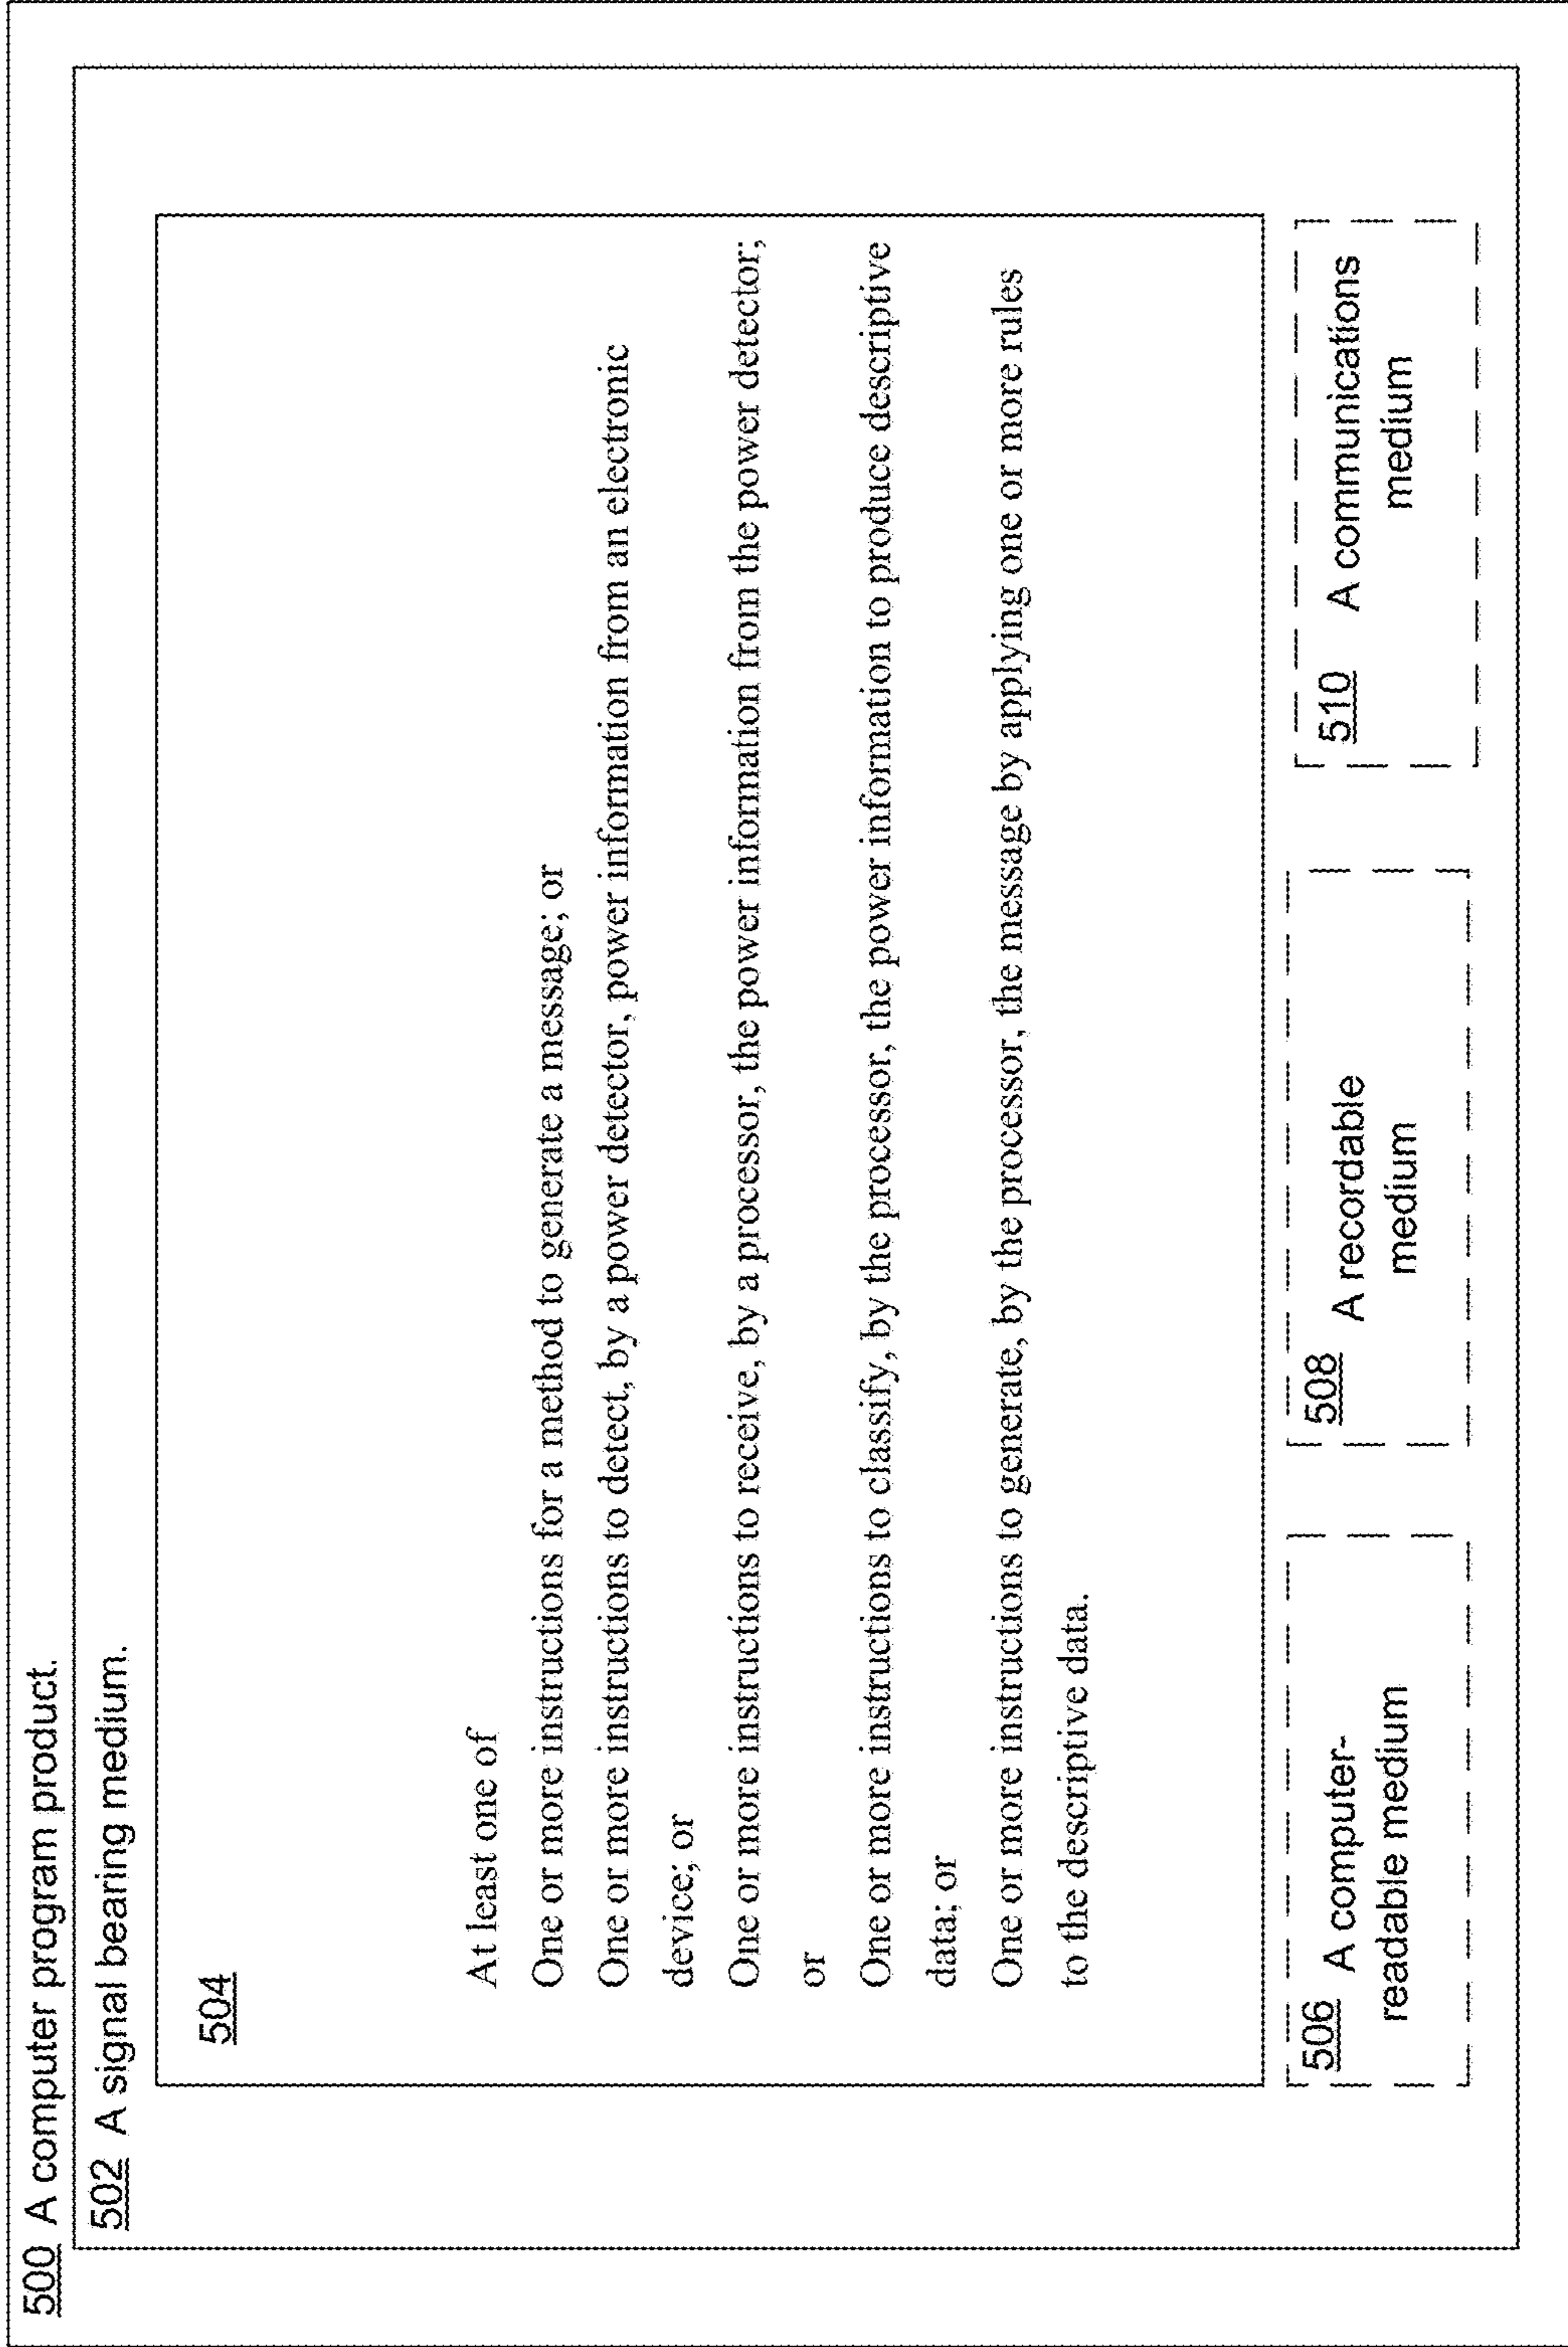 500 A computer program product.
502 A signal bearing medium.
504
At least one of
One or more instructions for a method to generate a message; or
One or more instructions to detect, by a power detector, power information from an electronic
device; or
One or more instructions to receive, by a processor, the power information from the power detector;
or
One or more instructions to classify, by the processor, the power information to produce descriptive
data; or
One or more instructions to generate, by the processor, the message by applying one or more rules
to the descriptive data.
506 A computer-
readable medium
508 A recordable
medium
510 A communications
medium